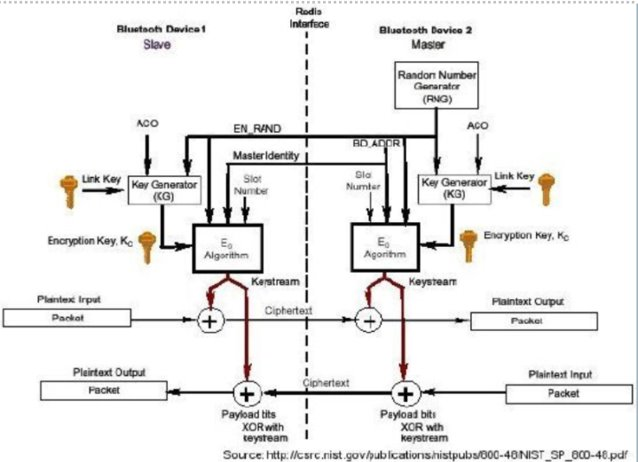 Radio
Interface
Bluetooth Device 1
Slave
Bluetooth Device 2
Master
Random Number
Generator
(RNG)
ACO
EN_RAND
BD_ADDR
ACO
Master Identity
Link Key
Key Generator
(KG)
Slot
Number
Slot
Number
Key Generator
(KG)
Link Key
Encryption Key, KC
E0
Algorithm
E0
Algorithm
Encryption Key, KC
Keystream
Keystream
Plaintext Input
Packet
+
Ciphertext
+
Plaintext Output
Packet
Plaintext Output
Packet
+
Ciphertext
+
Plaintext Input
Packet
Payload bits
XOR with
keystream
Payload bits
XOR with
keystream
Source: http://csrc.nist.gov/publications/nistpubs/800-48/NIST_SP_800-48.pdf